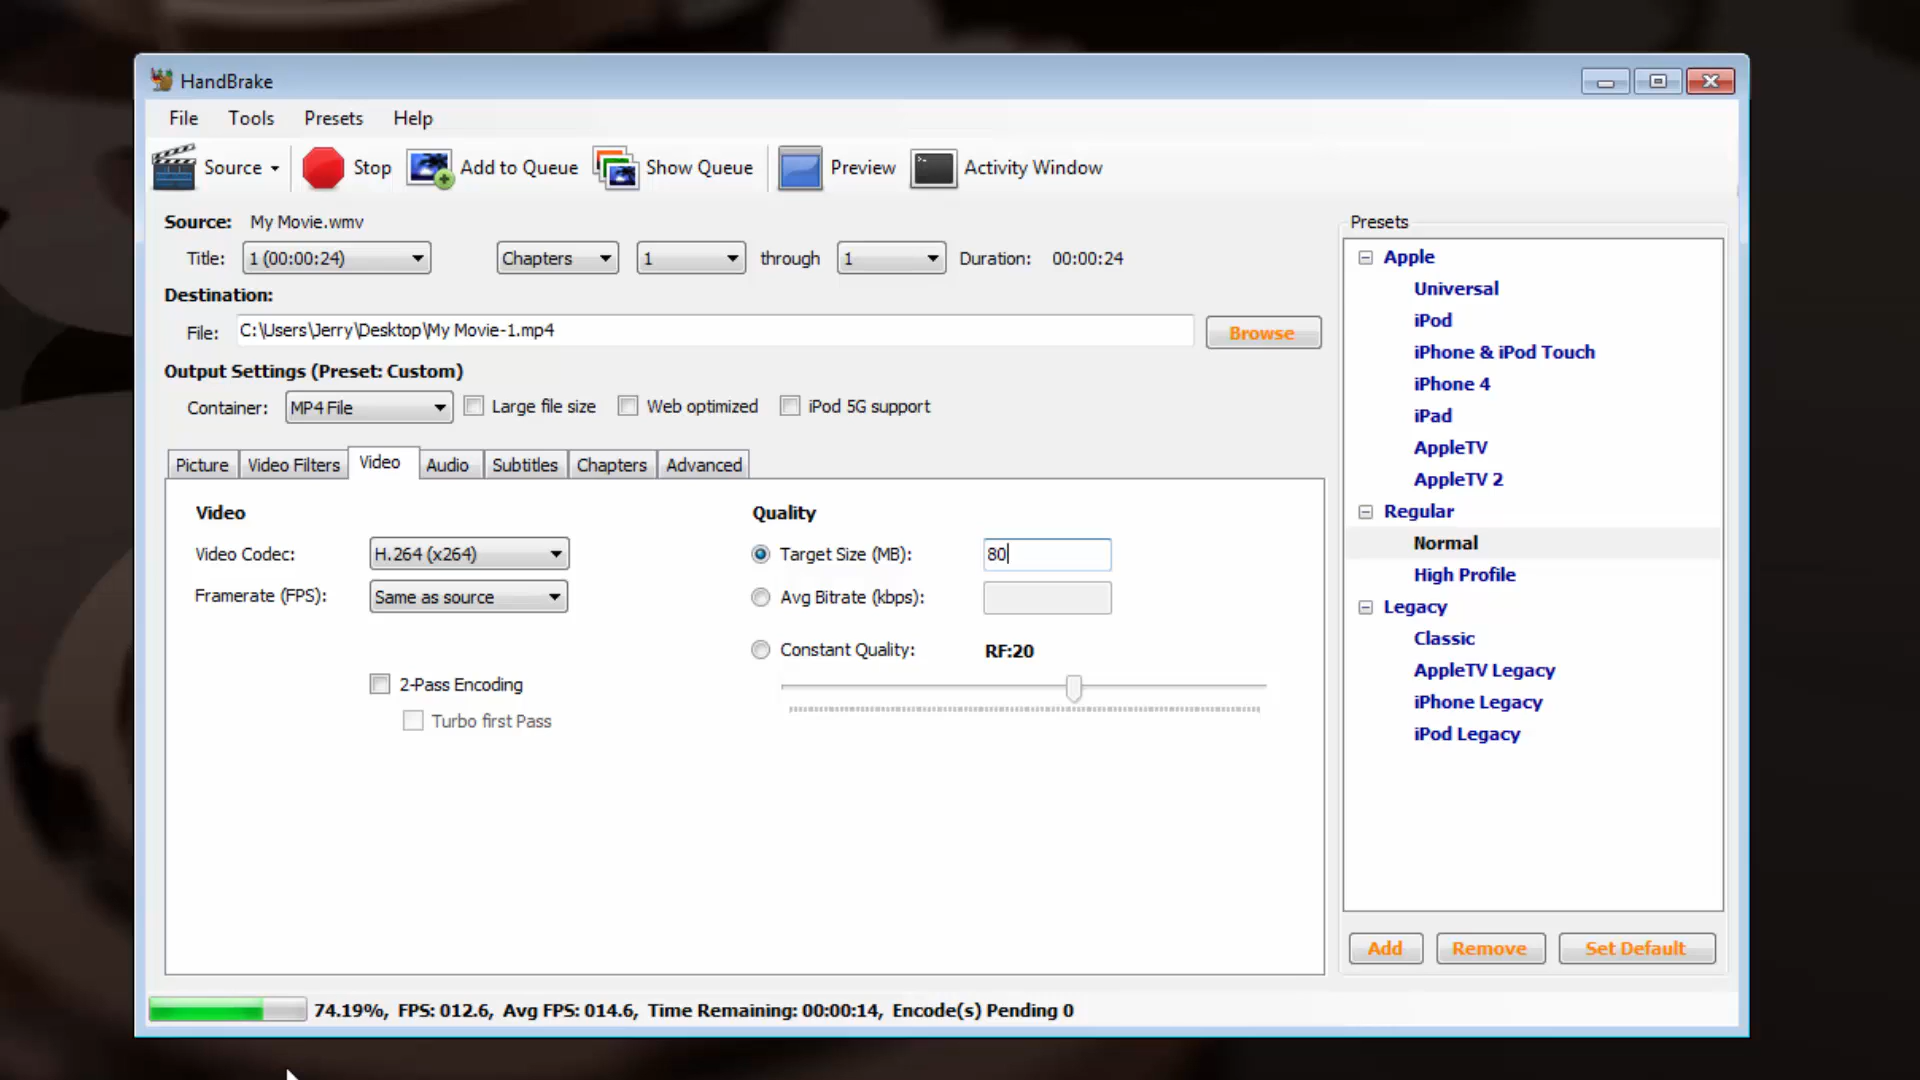 HandBrake
File Tools Presets Help
Source Stop Add to Queue Show Queue Preview Activity Window
Source: My Movie.wmv
Title: 1 (00:00:24) Chapters 1 through 1 Duration: 00:00:24
Destination:
File: C:\Users\Jerry\Desktop\My Movie-1.mp4 Browse
Output Settings (Preset: Custom)
Container: MP4 File Large file size Web optimized iPod 5G support
Picture Video Filters Video Audio Subtitles Chapters Advanced
Video Quality
Video Codec: H.264 (x264) Target Size (MB): 80
Framerate (FPS): Same as source Avg Bitrate (kbps):
Constant Quality: RF:20
2-Pass Encoding
Turbo first Pass
Presets
Apple
Universal
iPod
iPhone & iPod Touch
iPhone 4
iPad
AppleTV
AppleTV 2
Regular
Normal
High Profile
Legacy
Classic
AppleTV Legacy
iPhone Legacy
iPod Legacy
Add Remove Set Default
74.19%, FPS: 012.6, Avg FPS: 014.6, Time Remaining: 00:00:14, Encode(s) Pending 0